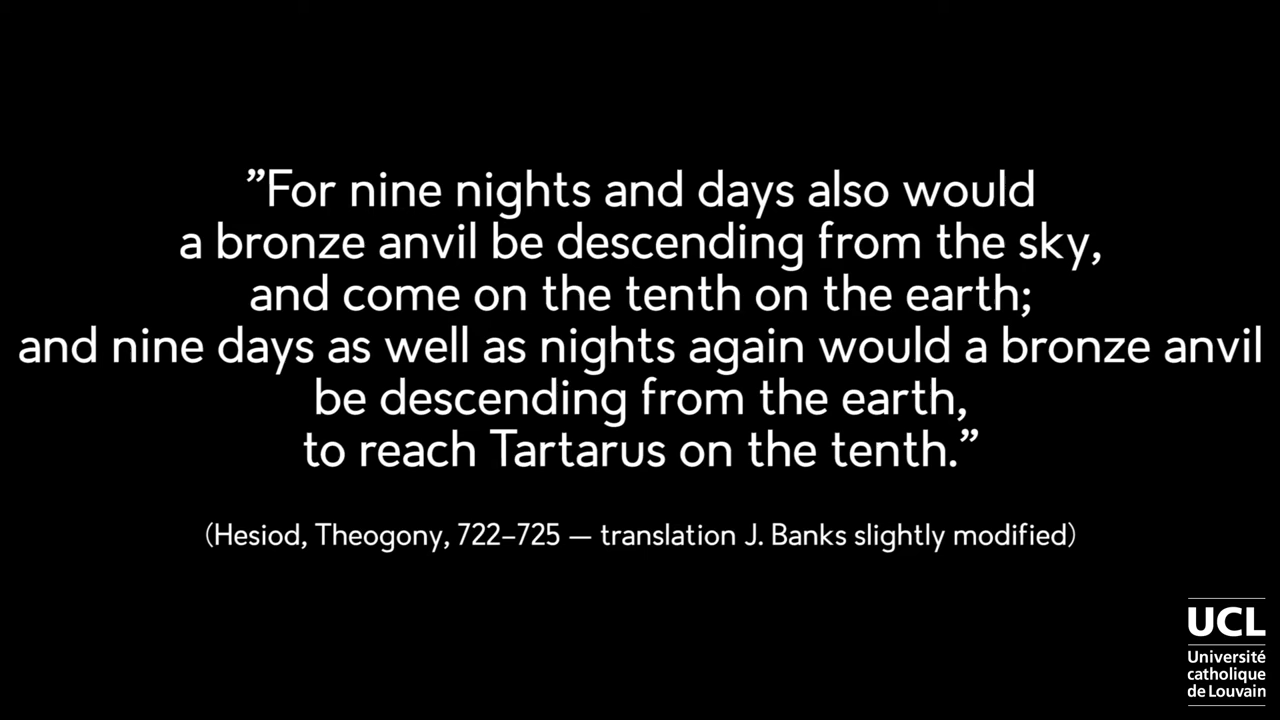 ”For nine nights and days also would
a bronze anvil be descending from the sky,
and come on the tenth on the earth;
and nine days as well as nights again would a bronze anvil
be descending from the earth,
to reach Tartarus on the tenth.”
(Hesiod, Theogony, 722–725 — translation J. Banks slightly modified)
UCL
Université
catholique
de Louvain